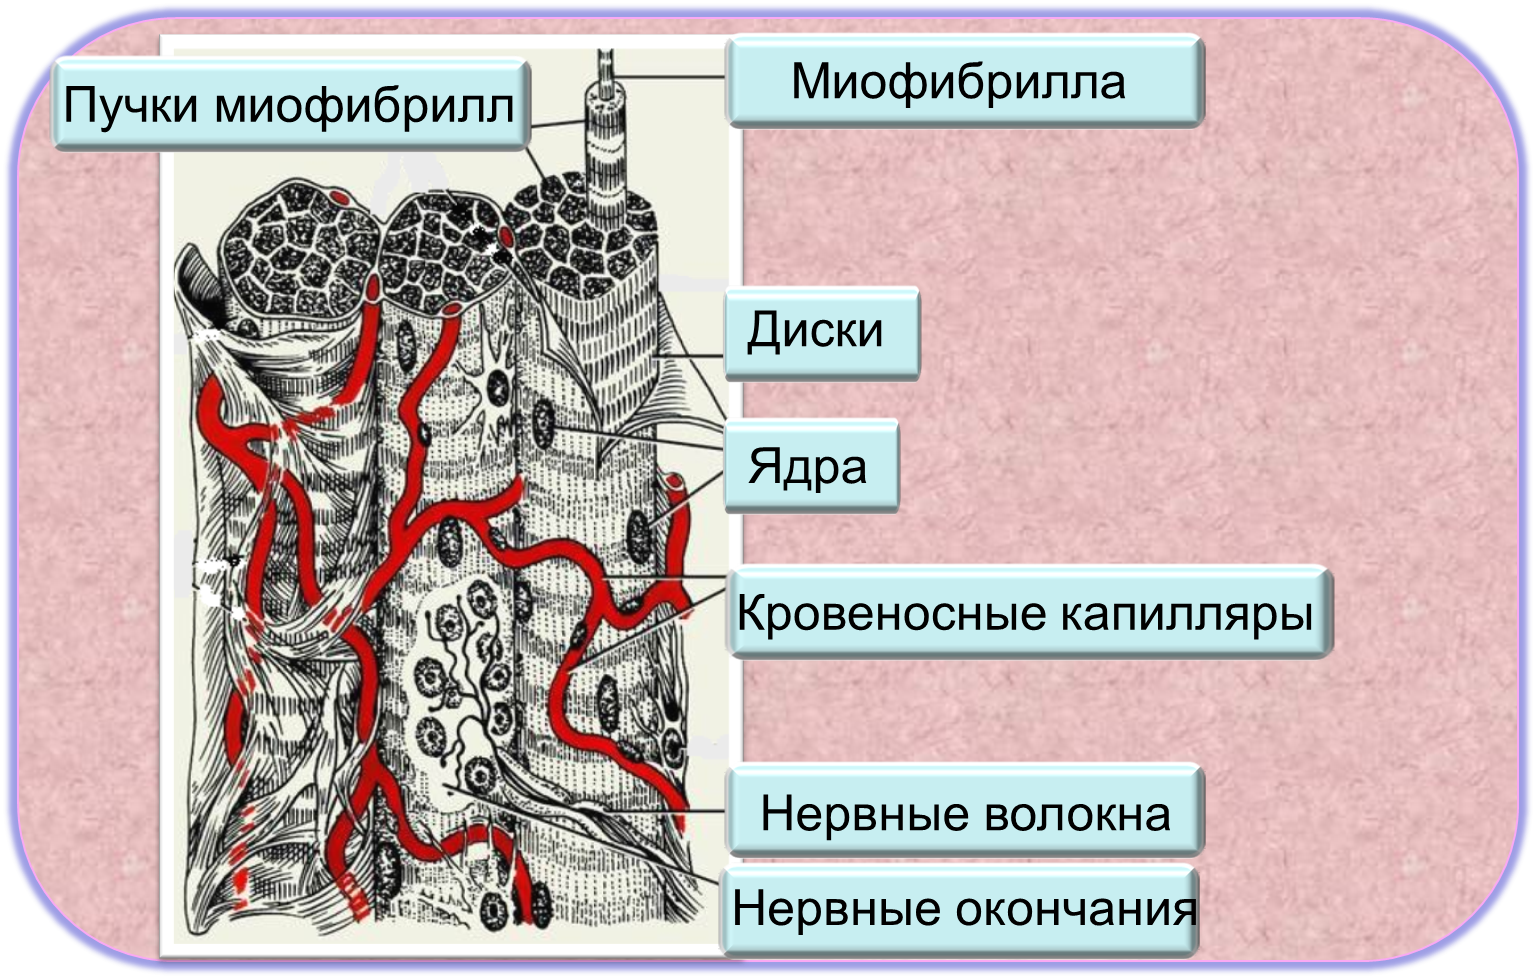 Пучки миофибрилл
Миофибрилла
Диски
Ядра
Кровеносные капилляры
Нервные волокна
Нервные окончания